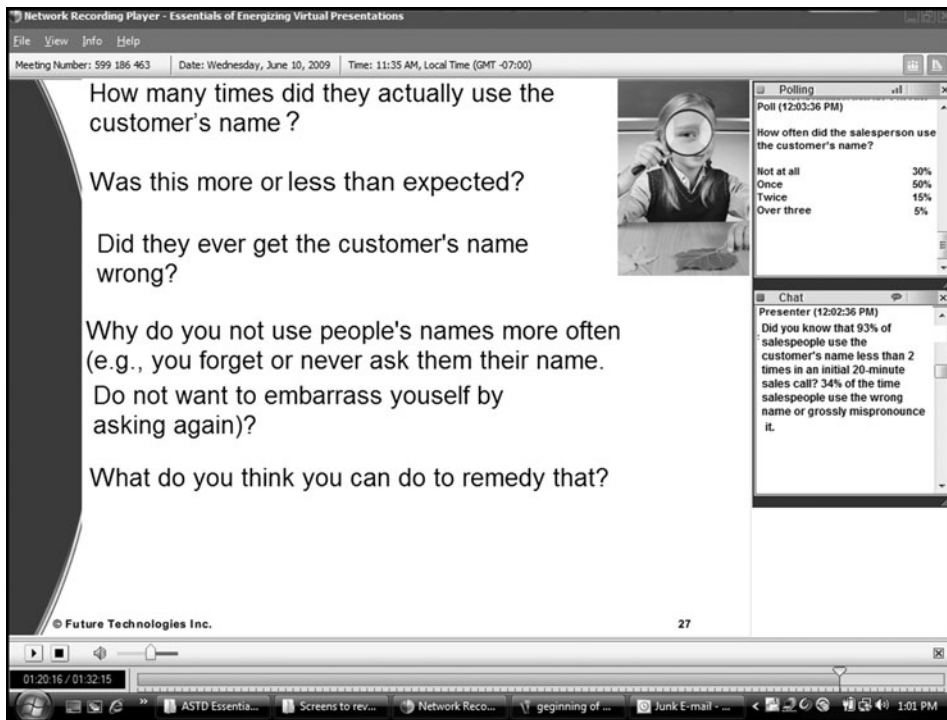 Network Recording Player - Essentials of Energizing Virtual Presentations
File View Info Help
Meeting Number: 599 186 463 Date: Wednesday, June 10, 2009 Time: 11:35 AM, Local Time (GMT -07:00)
How many times did they actually use the
customer's name ?
Was this more or less than expected?
Did they ever get the customer's name
wrong?
Why do you not use people's names more often
(e.g., you forget or never ask them their name.
Do not want to embarrass youself by
asking again)?
What do you think you can do to remedy that?
© Future Technologies Inc. 27
Polling
Poll (12:03:36 PM)
How often did the salesperson use
the customer's name?
Not at all 30%
Once 50%
Twice 15%
Over three 5%
Chat
Presenter (12:02:36 PM)
Did you know that 93% of
salespeople use the
customer's name less than 2
times in an initial 20-minute
sales call? 34% of the time
salespeople use the wrong
name or grossly mispronounce
it.
01:20:16 / 01:32:15
ASTD Essentia... Screens to rev... Network Reco... geginning of ... Junk E-mail - ... 1:01 PM